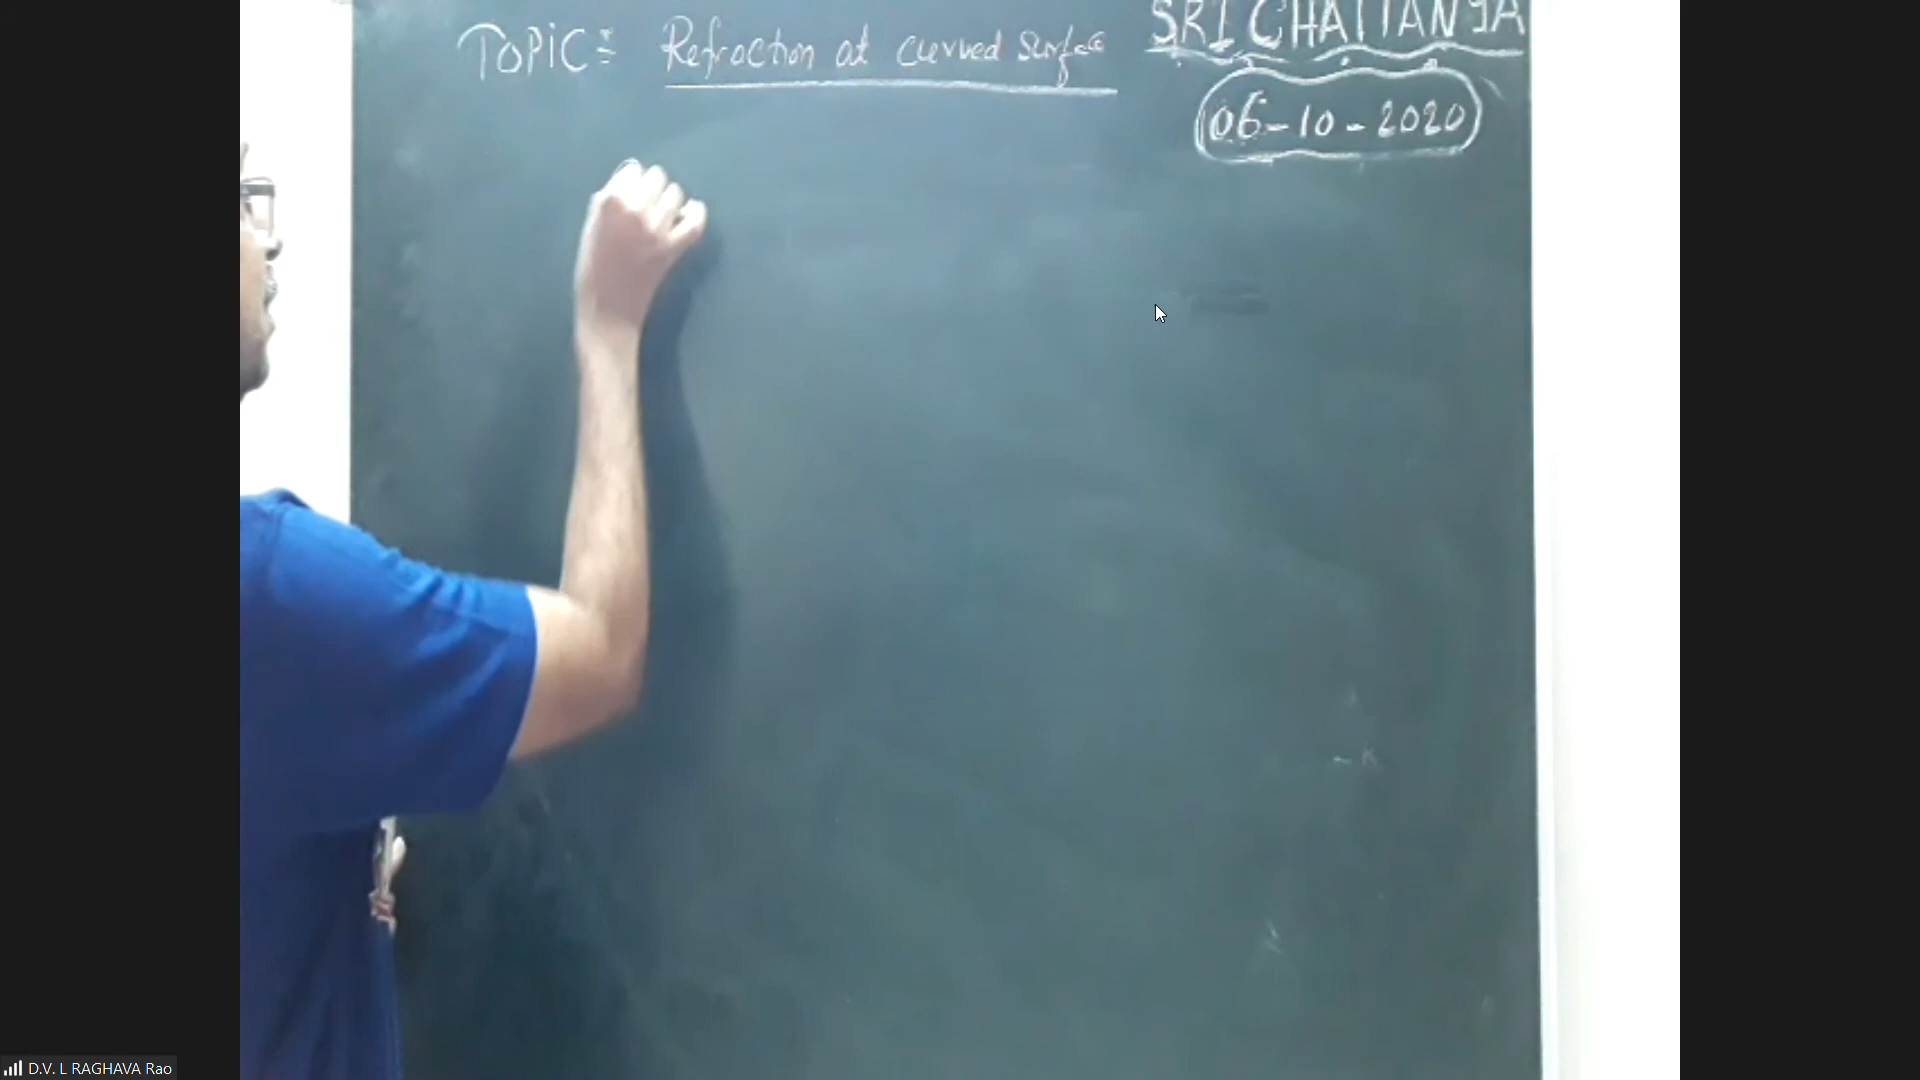 TOPIC:- Refraction at curved surface
SRI CHAITANYA
06-10-2020
D.V. L RAGHAVA Rao